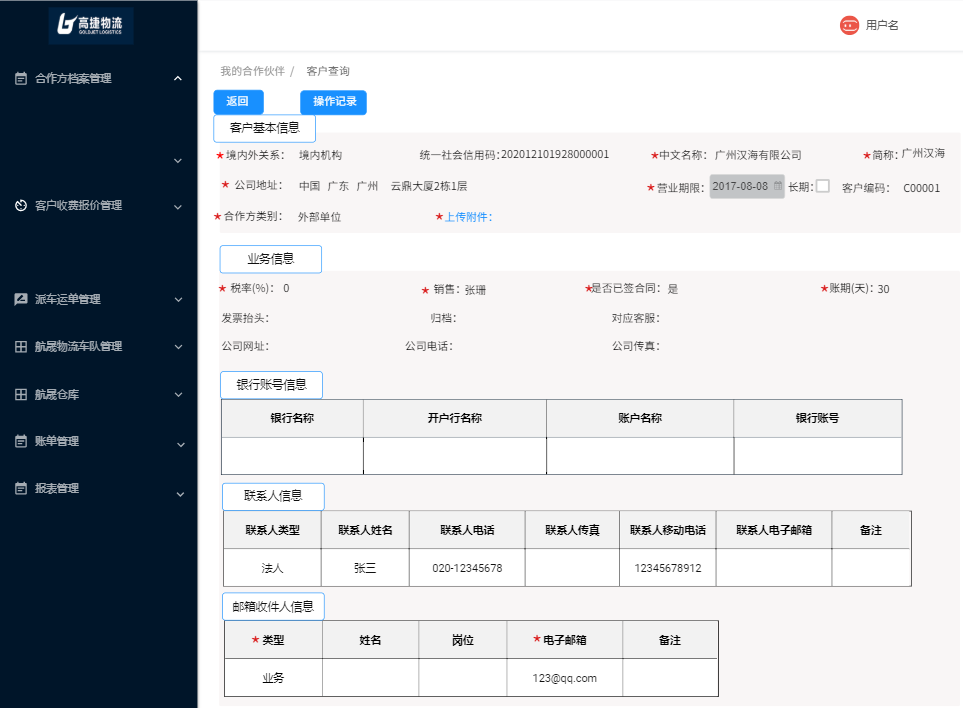 高捷物流
GOLDJET LOGISTICS
用户名
合作方档案管理
客户收费报价管理
派车运单管理
航晟物流车队管理
航晟仓库
账单管理
报表管理
我的合作伙伴 / 客户查询
返回 操作记录
客户基本信息
*境内外关系: 境内机构 统一社会信用码:202012101928000001 *中文名称: 广州汉海有限公司 *简称: 广州汉海
* 公司地址: 中国 广东 广州 云鼎大厦2栋1层 *营业期限: 2017-08-08 长期: 客户编码: C00001
*合作方类别: 外部单位 *上传附件:
业务信息
* 税率(%): 0 * 销售: 张珊 *是否已签合同: 是 *账期(天): 30
发票抬头: 归档: 对应客服:
公司网址: 公司电话: 公司传真:
银行账号信息
银行名称 开户行名称 账户名称 银行账号
联系人信息
联系人类型 联系人姓名 联系人电话 联系人传真 联系人移动电话 联系人电子邮箱 备注
法人 张三 020-12345678 12345678912
邮箱收件人信息
* 类型 姓名 岗位 * 电子邮箱 备注
业务 123@qq.com